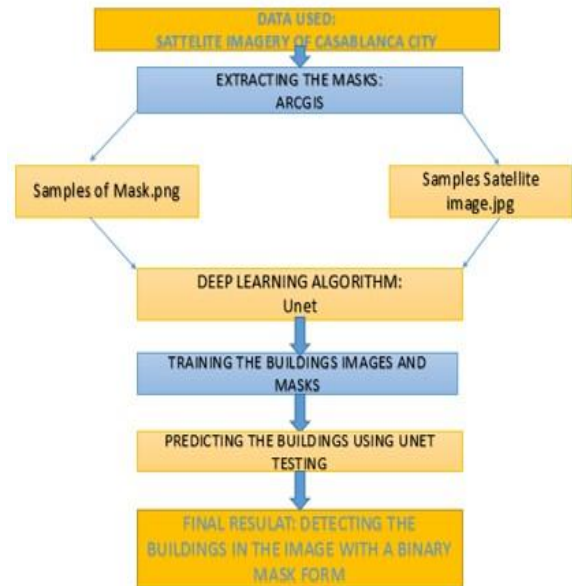 DATA USED:
SATTELITE IMAGERY OF CASABLANCA CITY
EXTRACTING THE MASKS:
ARCGIS
Samples of Mask.png
Samples Satellite
image.jpg
DEEP LEARNING ALGORITHM:
Unet
TRAINING THE BUILDINGS IMAGES AND
MASKS
PREDICTING THE BUILDINGS USING UNET
TESTING
FINAL RESULAT: DETECTING THE
BUILDINGS IN THE IMAGE WITH A BINARY
MASK FORM